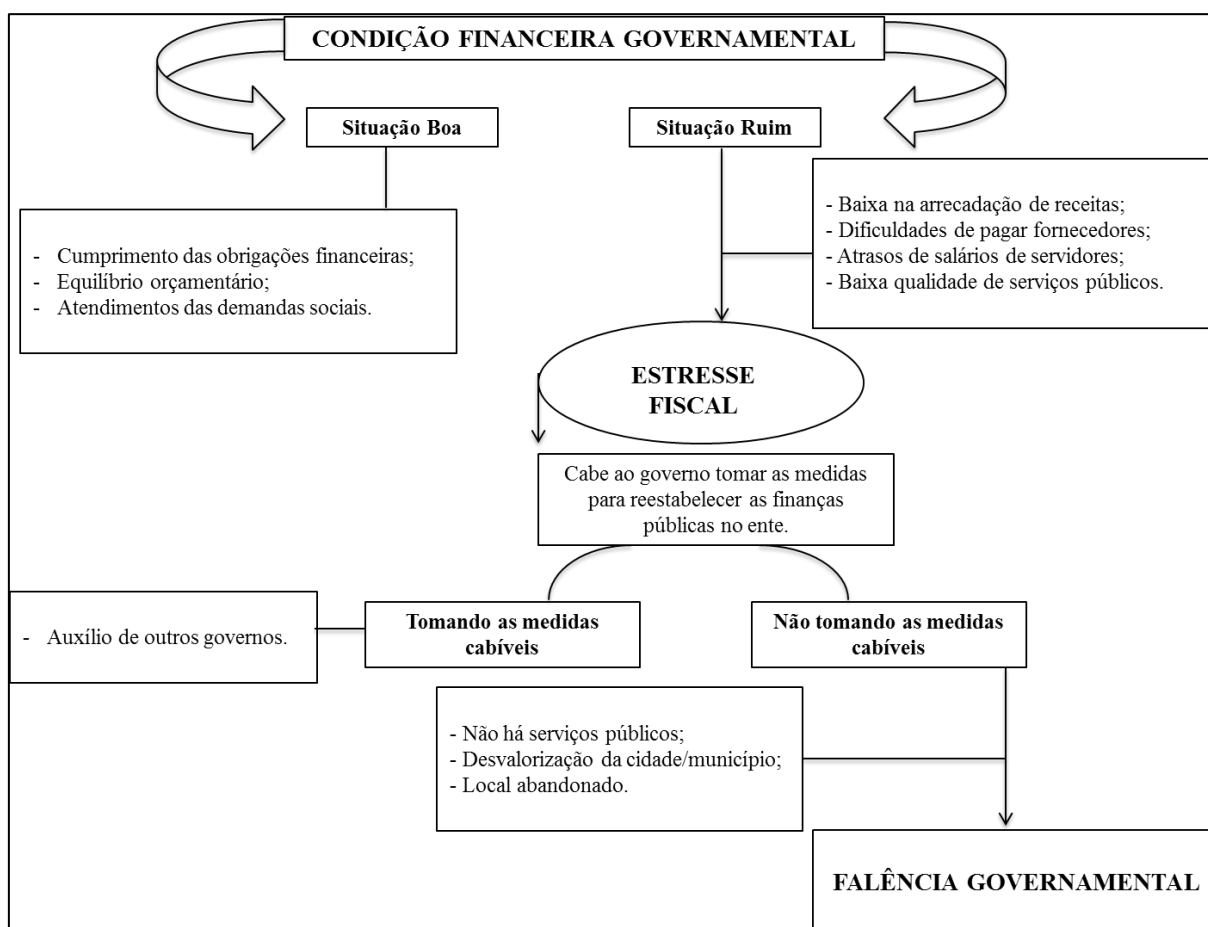 CONDIÇÃO FINANCEIRA GOVERNAMENTAL
Situação Boa
Situação Ruim
- Cumprimento das obrigações financeiras;
- Equilíbrio orçamentário;
- Atendimentos das demandas sociais.
- Baixa na arrecadação de receitas;
- Dificuldades de pagar fornecedores;
- Atrasos de salários de servidores;
- Baixa qualidade de serviços públicos.
ESTRESSE
FISCAL
Cabe ao governo tomar as medidas
para reestabelecer as finanças
públicas no ente.
- Auxílio de outros governos.
Tomando as medidas
cabíveis
Não tomando as medidas
cabíveis
- Não há serviços públicos;
- Desvalorização da cidade/município;
- Local abandonado.
FALÊNCIA GOVERNAMENTAL